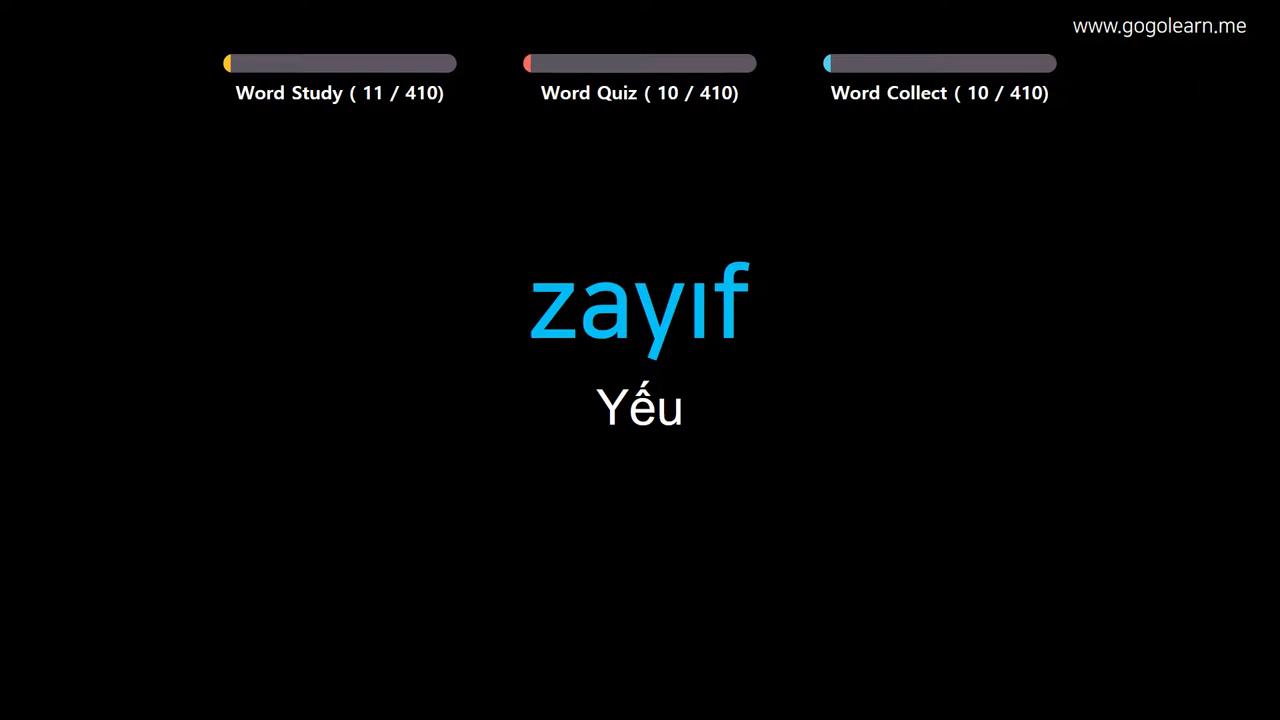 www.gogolearn.me
Word Study ( 11 / 410)
Word Quiz ( 10 / 410)
Word Collect ( 10 / 410)
zayıf
Yếu